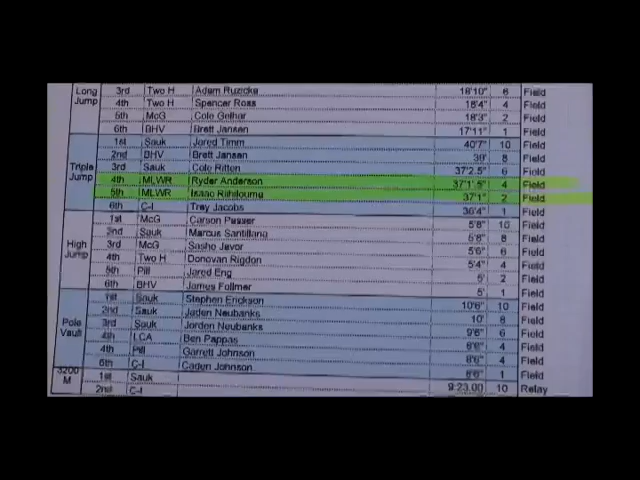 Long Jump 3rd Two H Adam Ruzicka 18'10" 6 Field
4th Two H Spencer Ross 18'4" 4 Field
5th McG Cole Gelhar 18'3" 2 Field
6th BHV Brett Jansen 17'11" 1 Field
Triple Jump 1st Sauk Jared Timm 40'7" 10 Field
2nd BHV Brett Jansen 39' 8 Field
3rd Sauk Cole Ritten 37'2.5" 6 Field
4th MLWR Ryder Anderson 37'1".5" 4 Field
5th MLWR Isaac 37'1" 2 Field
6th C-I Trey Jacobs 36'4" 1 Field
High Jump 1st McG Carson 5'8" 10 Field
2nd Sauk Marcus Santillana 5'8" 8 Field
3rd McG Sasho Jevor 5'6" 6 Field
4th Two H Donovan Rigdon 5'4" 4 Field
5th Pill Jared Eng 5' 2 Field
6th BHV James Follmer 5' 1 Field
Pole Vault 1st Sauk Stephen Erickson 10'6" 10 Field
2nd Sauk Jaden Neubanks 10' 8 Field
3rd Sauk Jorden Neubanks 9'6" 6 Field
4th LCA Ben Pappas 8'6" 4 Field
4th Pill Garrett Johnson 8'6" 4 Field
6th C-I Caden Johnson 8'6" 1 Field
3200 M 1st Sauk 9:23.00 10 Relay
2nd C-I